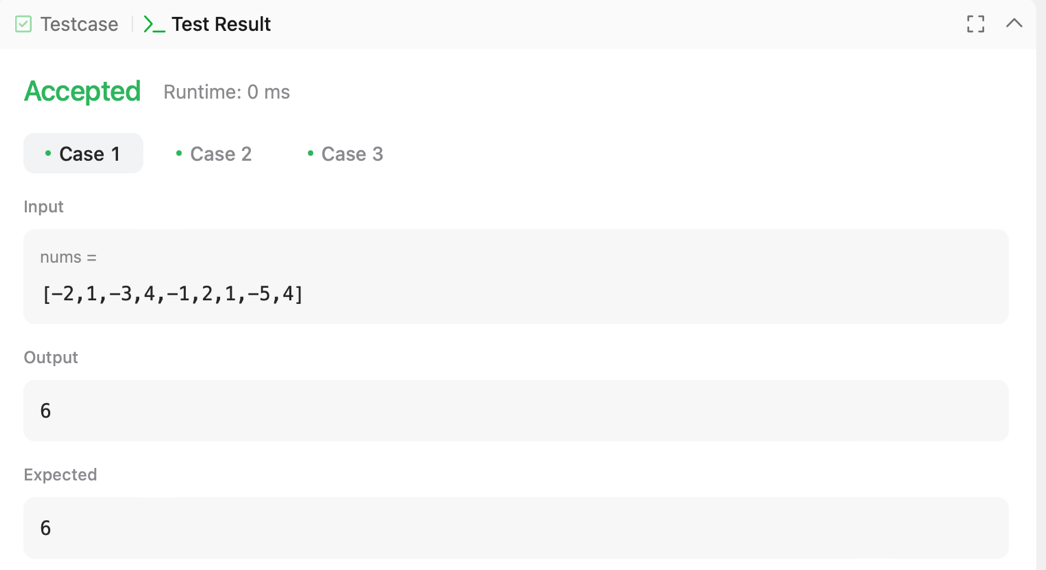 Testcase Test Result
Accepted Runtime: 0 ms
Case 1 Case 2 Case 3
Input
nums =
[-2,1,-3,4,-1,2,1,-5,4]
Output
6
Expected
6